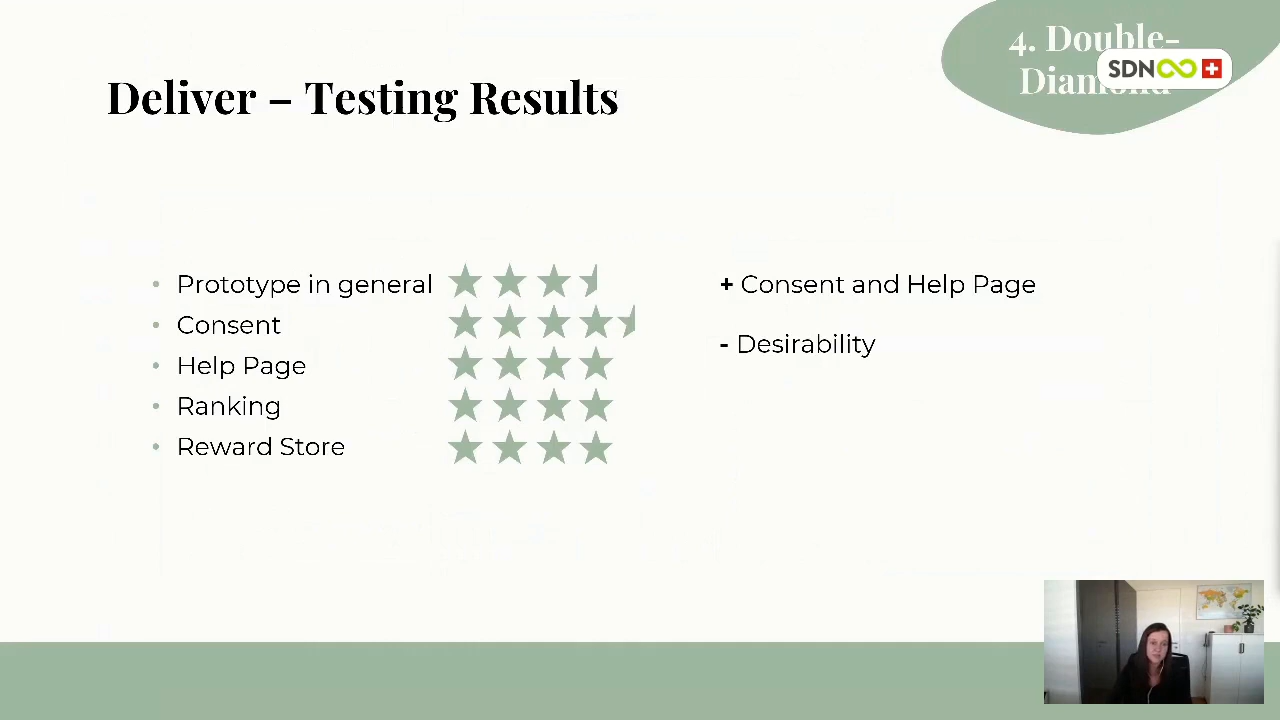 4. Double-
Diamond
SDN
Deliver – Testing Results
• Prototype in general
• Consent
• Help Page
• Ranking
• Reward Store
+ Consent and Help Page
- Desirability